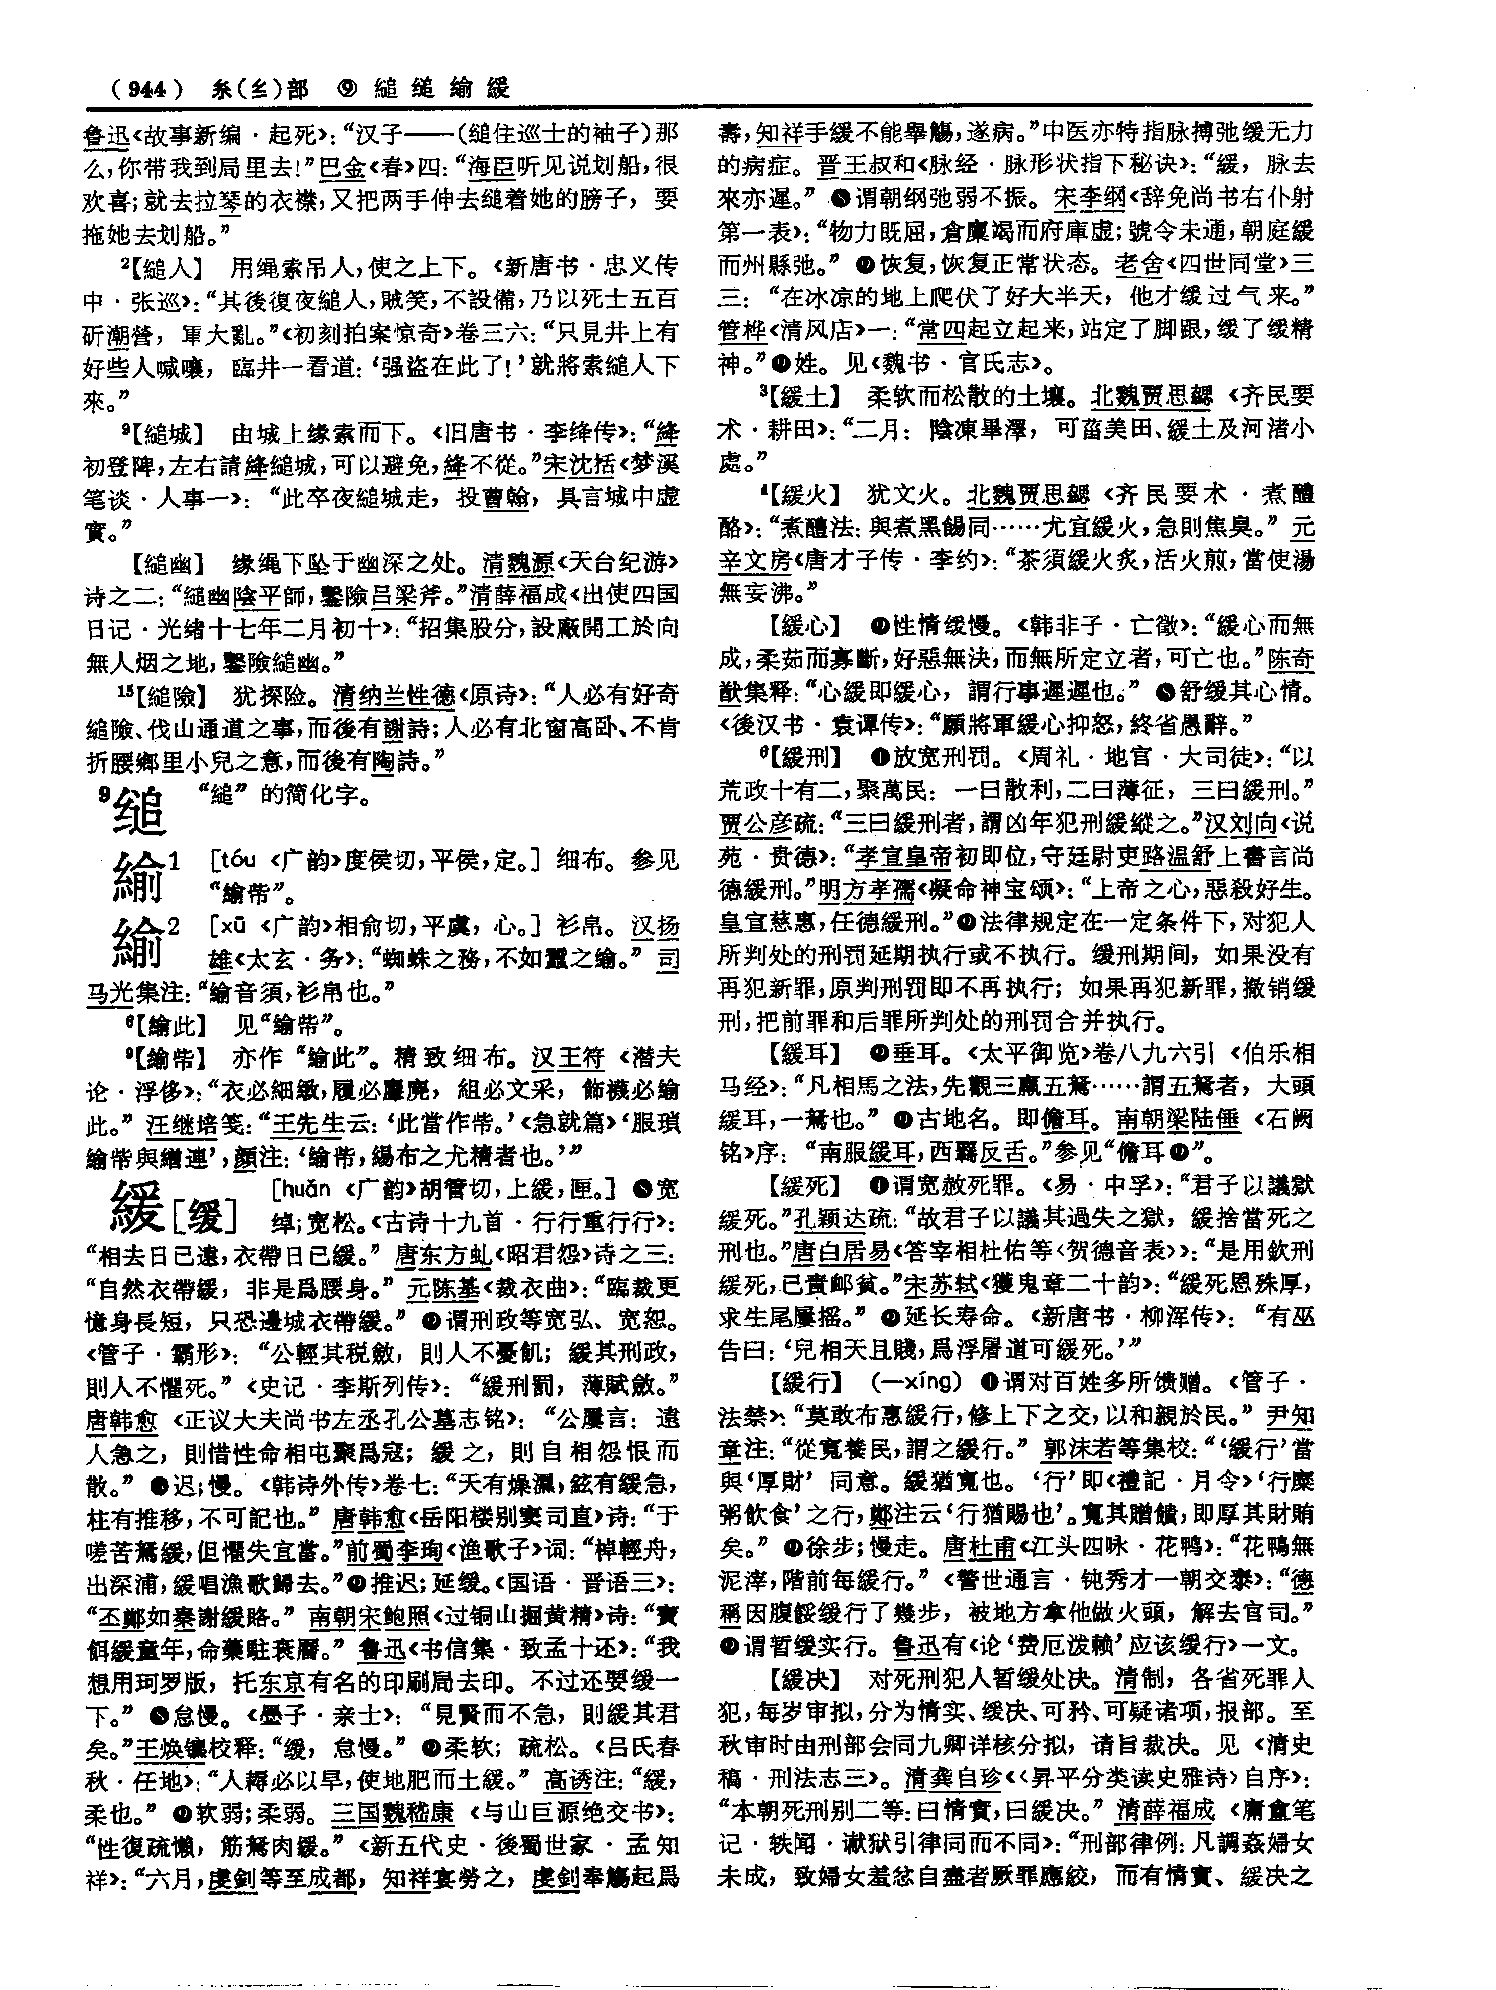 （944） 糸（纟）部 ⑨ 縋 缒 緰 緩
鲁迅《故事新编·起死》：“汉子——（缒住巡士的袖子）那
么，你带我到局里去！”巴金《春》四：“海臣听见说划船，很
欢喜；就去拉琴的衣襟，又把两手伸去缒着她的膀子，要
拖她去划船。”
2【縋人】 用绳索吊人，使之上下。《新唐书·忠义传
中·张巡》：“其後復夜縋人，賊笑，不設備，乃以死士五百
斫潮營，軍大亂。”《初刻拍案惊奇》卷三六：“只見井上有
好些人喊嚷，臨井一看道：‘强盗在此了！’就將索縋人下
來。”
9【縋城】 由城上缘索而下。《旧唐书·李绛传》：“絳
初登陴，左右請絳縋城，可以避免，絳不從。”宋沈括《梦溪
笔谈·人事一》：“此卒夜縋城走，投曹翰，具言城中虚
實。”
【縋幽】 缘绳下坠于幽深之处。清魏源《天台纪游》
诗之二：“縋幽陰平師，鑿險吕梁斧。”清薛福成《出使四国
日记·光绪十七年二月初十》：“招集股分，設廠開工於向
無人烟之地，鑿險縋幽。”
13【縋險】 犹探险。清纳兰性德《原诗》：“人必有好奇
縋險、伐山通道之事，而後有謝詩；人必有北窗高卧、不肯
折腰鄉里小兒之意，而後有陶詩。”
9缒 “縋”的简化字。
緰1 ［tóu 《广韵》度侯切，平侯，定。］ 细布。参见
“緰帶”。
緰2 ［xū 《广韵》相俞切，平虞，心。］ 衫帛。汉扬
雄《太玄·务》：“蜘蛛之務，不如蠶之緰。”司
马光集注：“緰音須，衫帛也。”
6【緰此】 见“緰帶”。
9【緰帶】 亦作“緰此”。精致细布。汉王符《潜夫
论·浮侈》：“衣必細緻，履必麞麂，組必文采，飾襪必緰
此。”汪继培笺：“王先生云：‘此當作帶。’《急就篇》‘服瑣
緰帶與繒連’，顔注：‘緰帶，緆布之尤精者也。’”
緩［缓］ ［huǎn 《广韵》胡管切，上緩，匣。］ ❶宽
绰；宽松。《古诗十九首·行行重行行》：
“相去日已遠，衣帶日已緩。”唐东方虬《昭君怨》诗之三：
“自然衣帶緩，非是爲腰身。”元陈基《裁衣曲》：“臨裁更
憶身長短，只恐邊城衣帶緩。” ❷谓刑政等宽弘、宽恕。
《管子·霸形》：“公輕其税斂，則人不憂飢；緩其刑政，
則人不懼死。”《史记·李斯列传》：“緩刑罰，薄賦斂。”
唐韩愈《正议大夫尚书左丞孔公墓志铭》：“公屢言：遠
人急之，則惜性命相屯聚爲寇；緩之，則自相怨恨而
散。” ❸迟；慢。《韩诗外传》卷七：“天有燥濕，絃有緩急，
柱有推移，不可記也。”唐韩愈《岳阳楼别窦司直》诗：“于
嗟苦駑緩，但懼失宜當。”前蜀李珣《渔歌子》词：“棹輕舟，
出深浦，緩唱漁歌歸去。”❹推迟；延缓。《国语·晋语三》：
“丕鄭如秦謝緩賂。”南朝宋鲍照《过铜山掘黄精》诗：“寶
餌緩童年，命藥駐衰曆。”鲁迅《书信集·致孟十还》：“我
想用珂罗版，托东京有名的印刷局去印。不过还要缓一
下。” ❺怠慢。《墨子·亲士》：“見賢而不急，則緩其君
矣。”王焕镳校释：“缓，怠慢。” ❻柔软；疏松。《吕氏春
秋·任地》：“人耨必以旱，使地肥而土緩。”高诱注：“緩，
柔也。” ❼软弱；柔弱。三国魏嵇康《与山巨源绝交书》：
“性復疏懶，筋駑肉緩。”《新五代史·後蜀世家·孟知
祥》：“六月，虔釗等至成都，知祥宴勞之，虔釗奉觴起爲
壽，知祥手緩不能舉觴，遂病。”中医亦特指脉搏弛缓无力
的病症。晋王叔和《脉经·脉形状指下秘诀》：“緩，脉去
來亦遲。” ❽谓朝纲弛弱不振。宋李纲《辞免尚书右仆射
第一表》：“物力既屈，倉廩竭而府庫虚；號令未通，朝庭緩
而州縣弛。” ❾恢复，恢复正常状态。老舍《四世同堂》三
三：“在冰凉的地上爬伏了好大半天，他才缓过气来。”
管桦《清风店》一：“常四起立起来，站定了脚跟，缓了缓精
神。”❿姓。见《魏书·官氏志》。
3【緩土】 柔软而松散的土壤。北魏贾思勰《齐民要
术·耕田》：“二月：陰凍畢澤，可菑美田、緩土及河渚小
處。”
4【緩火】 犹文火。北魏贾思勰《齐民要术·煮醴
酪》：“煮醴法：與煮黑餳同……尤宜緩火，急則焦臭。”元
辛文房《唐才子传·李约》：“茶須緩火炙，活火煎，當使湯
無妄沸。”
【緩心】 ❶性情缓慢。《韩非子·亡徵》：“緩心而無
成，柔茹而寡斷，好惡無決，而無所定立者，可亡也。”陈奇
猷集释：“心緩即緩心，謂行事遲遲也。” ❷舒缓其心情。
《後汉书·袁谭传》：“願將軍緩心抑怒，終省愚辭。”
6【緩刑】 ❶放宽刑罚。《周礼·地官·大司徒》：“以
荒政十有二，聚萬民：一曰散利，二曰薄征，三曰緩刑。”
贾公彦疏：“三曰緩刑者，謂凶年犯刑緩縱之。”汉刘向《说
苑·贵德》：“孝宣皇帝初即位，守廷尉吏路温舒上書言尚
德緩刑。”明方孝孺《凝命神宝颂》：“上帝之心，惡殺好生。
皇宣慈惠，任德緩刑。”❷法律规定在一定条件下，对犯人
所判处的刑罚延期执行或不执行。缓刑期间，如果没有
再犯新罪，原判刑罚即不再执行；如果再犯新罪，撤销缓
刑，把前罪和后罪所判处的刑罚合并执行。
【緩耳】 ❶垂耳。《太平御览》卷八九六引《伯乐相
马经》：“凡相馬之法，先觀三羸五駑……謂五駑者，大頭
緩耳，一駑也。” ❷古地名。即儋耳。南朝梁陆倕《石阙
铭》序：“南服緩耳，西羈反舌。”参见“儋耳❶”。
【緩死】 ❶谓宽赦死罪。《易·中孚》：“君子以議獄
緩死。”孔颖达疏：“故君子以議其過失之獄，緩捨當死之
刑也。”唐白居易《答宰相杜佑等〈贺德音表〉》：“是用欽刑
緩死，已責卹貧。”宋苏轼《獲鬼章二十韵》：“緩死恩殊厚，
求生尾屢摇。” ❷延长寿命。《新唐书·柳浑传》：“有巫
告曰：‘兒相夭且賤，爲浮屠道可緩死。’”
【緩行】 （—xíng） ❶谓对百姓多所馈赠。《管子·
法禁》：“莫敢布惠緩行，修上下之交，以和親於民。”尹知
章注：“從寬養民，謂之緩行。”郭沫若等集校：“‘緩行’當
與‘厚財’同意。緩猶寬也。‘行’即《禮記·月令》‘行糜
粥飲食’之行，鄭注云‘行猶賜也’。寬其贈饋，即厚其財賄
矣。” ❷徐步；慢走。唐杜甫《江头四咏·花鸭》：“花鴨無
泥滓，階前每緩行。”《警世通言·钝秀才一朝交泰》：“德
稱因腹餒缓行了幾步，被地方拿他做火頭，解去官司。”
❸谓暂缓实行。鲁迅有《论‘费厄泼赖’应该缓行》一文。
【緩决】 对死刑犯人暂缓处决。清制，各省死罪人
犯，每岁审拟，分为情实、缓决、可矜、可疑诸项，报部。至
秋审时由刑部会同九卿详核分拟，请旨裁决。见《清史
稿·刑法志三》。清龚自珍《〈昇平分类读史雅诗〉自序》：
“本朝死刑别二等：曰情實，曰緩决。”清薛福成《庸盦笔
记·轶闻·谳狱引律同而不同》：“刑部律例：凡調姦婦女
未成，致婦女羞忿自盡者厥罪應絞，而有情實、緩决之